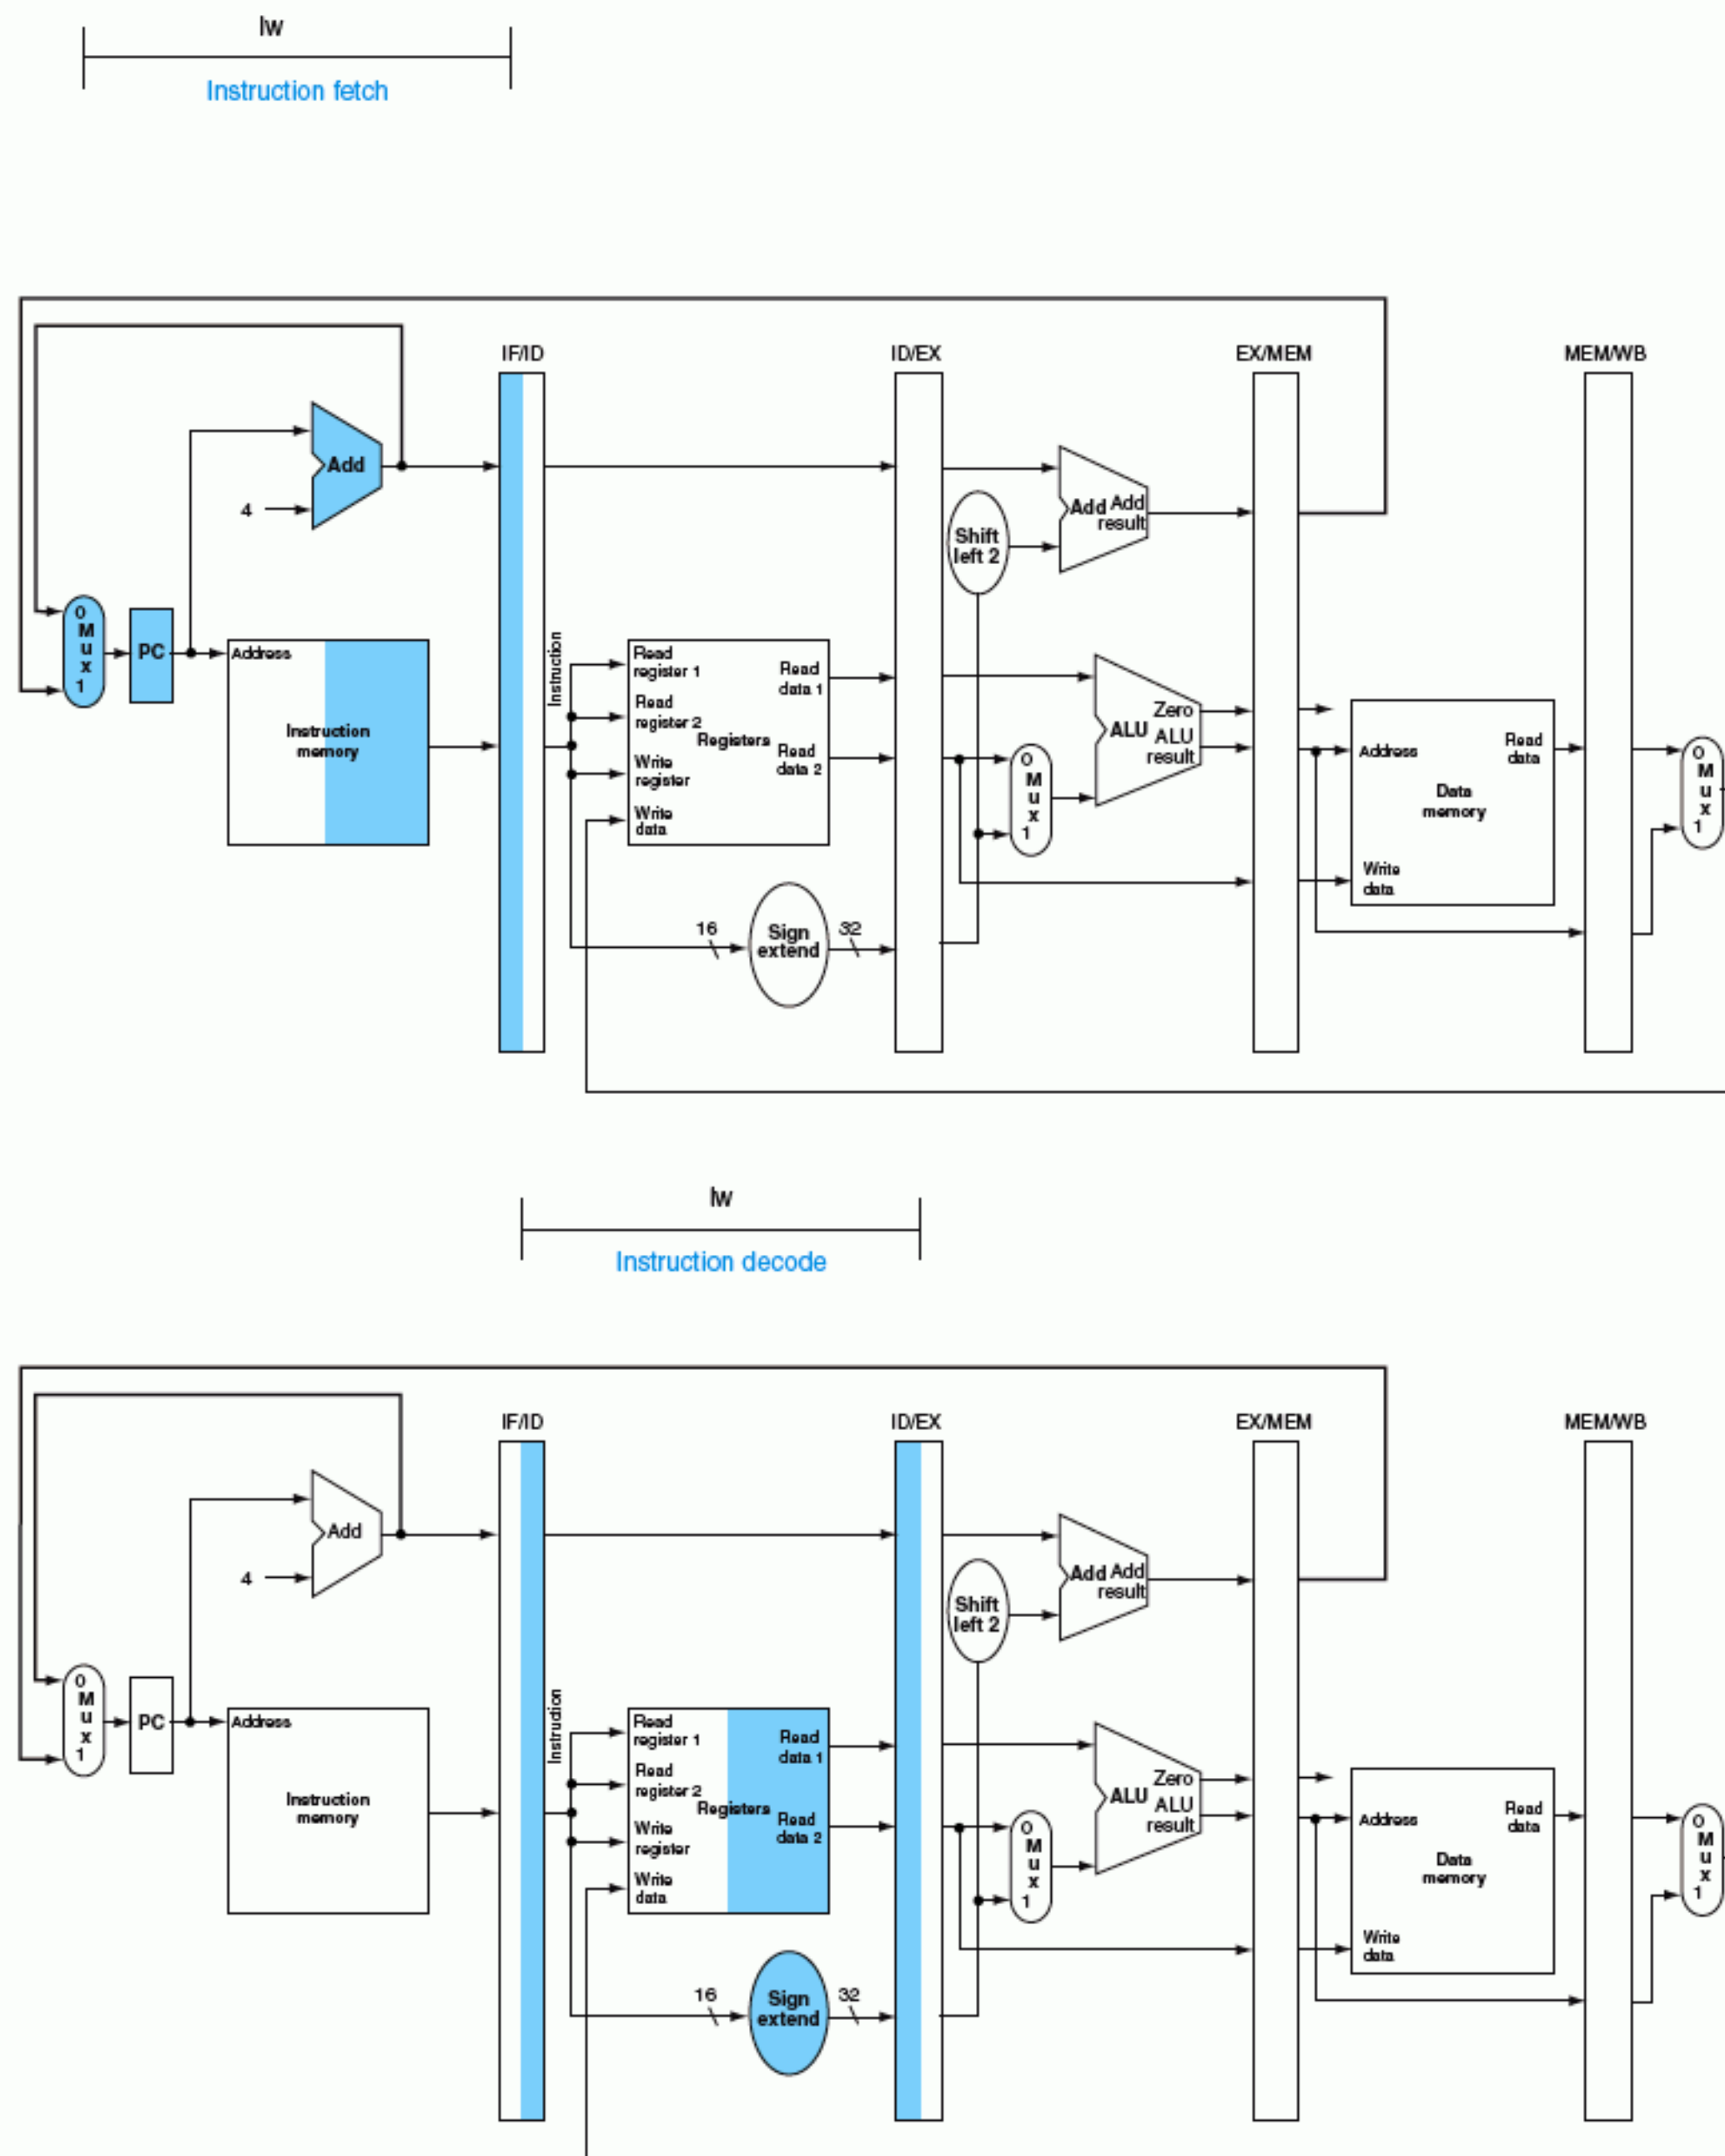 lw
Instruction fetch
IF/ID
ID/EX
EX/MEM
MEM/WB
Add
4
Add Add
result
Shift
left 2
0
M
u
x
1
PC
Address
Instruction
memory
Instruction
Read
register 1
Read
register 2
Write
register
Write
data
Registers
Read
data 1
Read
data 2
16
Sign
extend
32
0
M
u
x
1
ALU
Zero
ALU
result
Address
Read
data
Data
memory
Write
data
0
M
u
x
1
lw
Instruction decode
IF/ID
ID/EX
EX/MEM
MEM/WB
Add
4
Add Add
result
Shift
left 2
0
M
u
x
1
PC
Address
Instruction
memory
Instruction
Read
register 1
Read
register 2
Write
register
Write
data
Registers
Read
data 1
Read
data 2
16
Sign
extend
32
0
M
u
x
1
ALU
Zero
ALU
result
Address
Read
data
Data
memory
Write
data
0
M
u
x
1